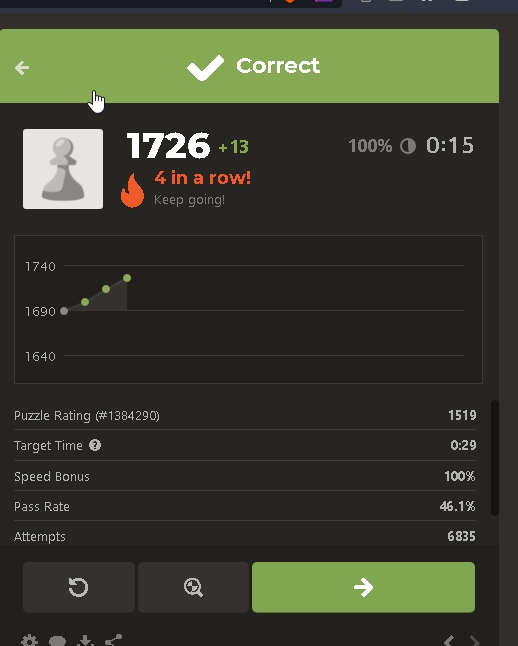 Correct
1726 +13
100% 0:15
4 in a row!
Keep going!
1740
1690
1640
Puzzle Rating (#1384290) 1519
Target Time ? 0:29
Speed Bonus 100%
Pass Rate 46.1%
Attempts 6835